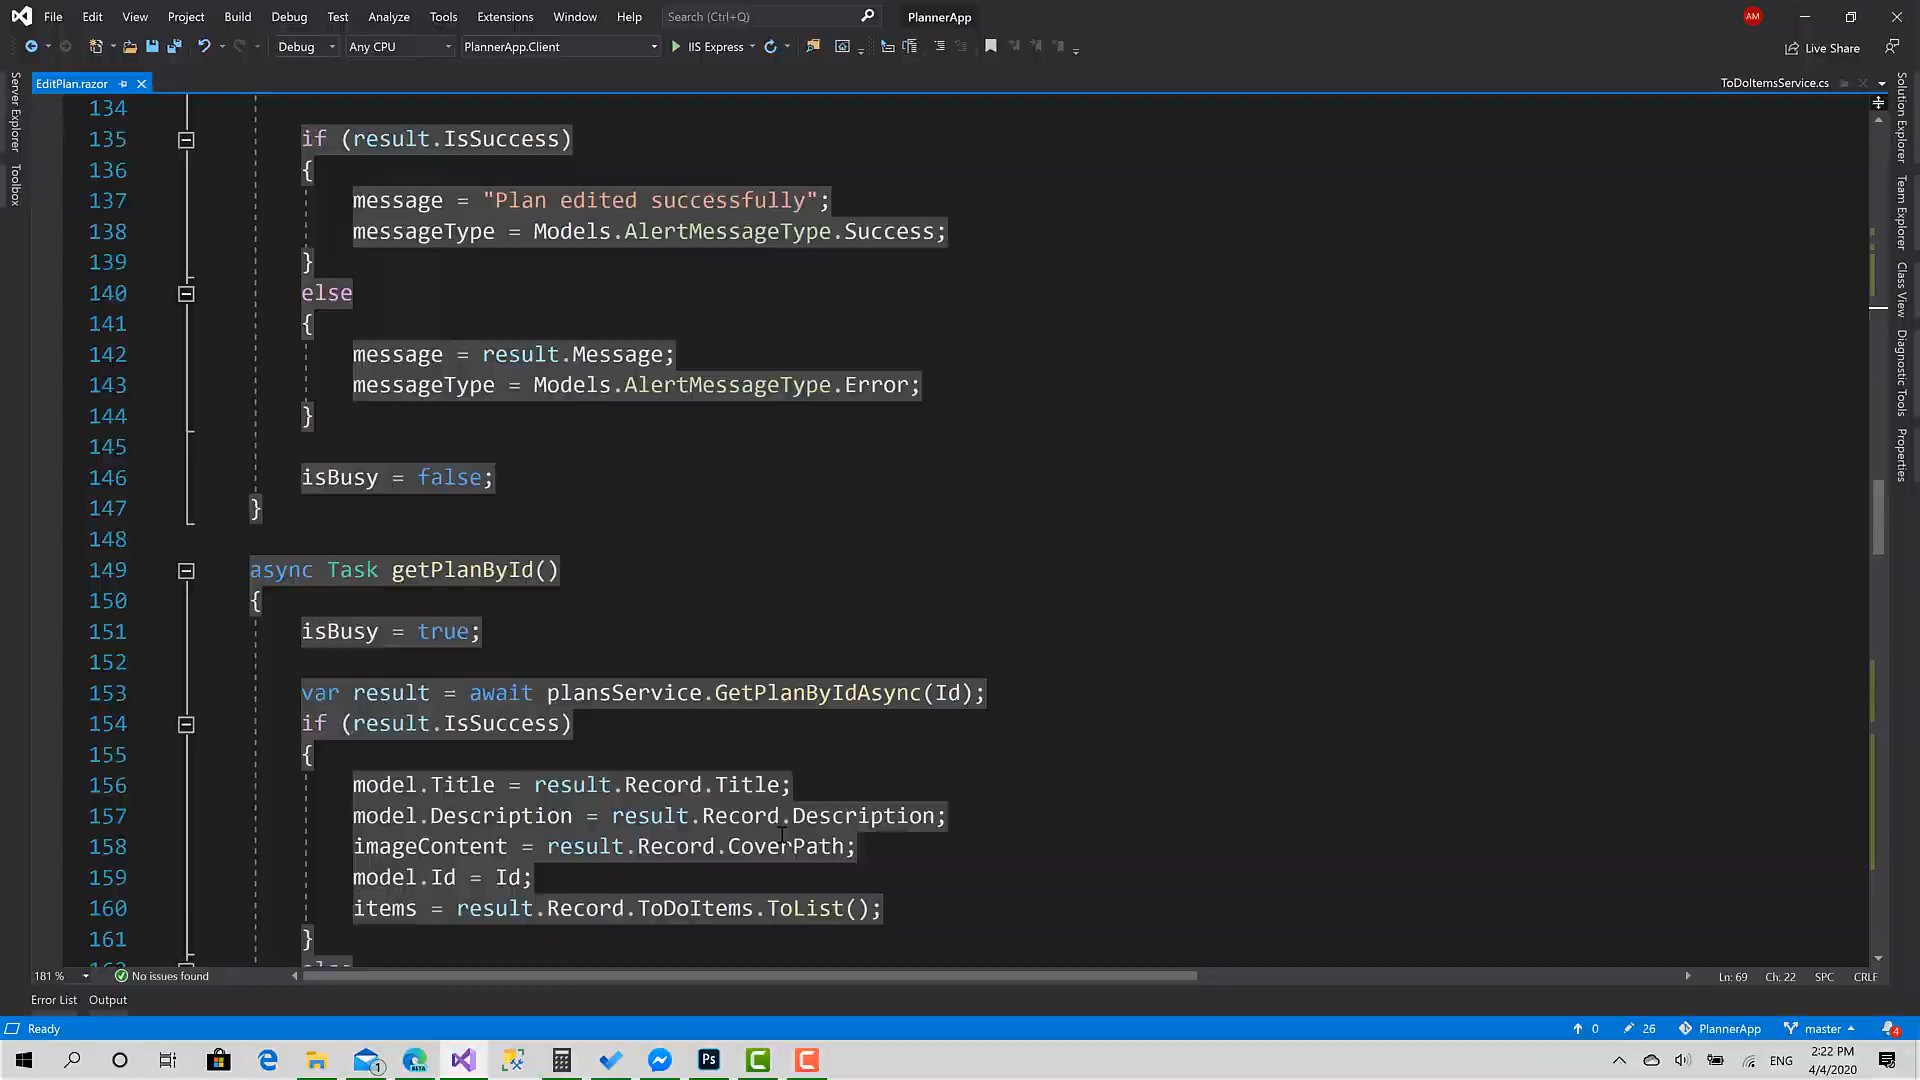 File Edit View Project Build Debug Test Analyze Tools Extensions Window Help Search (Ctrl+Q) PlannerApp AM
Debug Any CPU PlannerApp.Client IIS Express Live Share
EditPlan.razor ToDoItemsService.cs
Server Explorer
Toolbox
Solution Explorer
Team Explorer
Class View
Diagnostic Tools
Properties
134
135 if (result.IsSuccess)
136 {
137 message = "Plan edited successfully";
138 messageType = Models.AlertMessageType.Success;
139 }
140 else
141 {
142 message = result.Message;
143 messageType = Models.AlertMessageType.Error;
144 }
145
146 isBusy = false;
147 }
148
149 async Task getPlanById()
150 {
151 isBusy = true;
152
153 var result = await plansService.GetPlanByIdAsync(Id);
154 if (result.IsSuccess)
155 {
156 model.Title = result.Record.Title;
157 model.Description = result.Record.Description;
158 imageContent = result.Record.CoverPath;
159 model.Id = Id;
160 items = result.Record.ToDoItems.ToList();
161 }
181 % No issues found Ln: 69 Ch: 22 SPC CRLF
Error List Output
Ready 0 26 PlannerApp master 4
1 Ps ENG 2:22 PM
4/4/2020